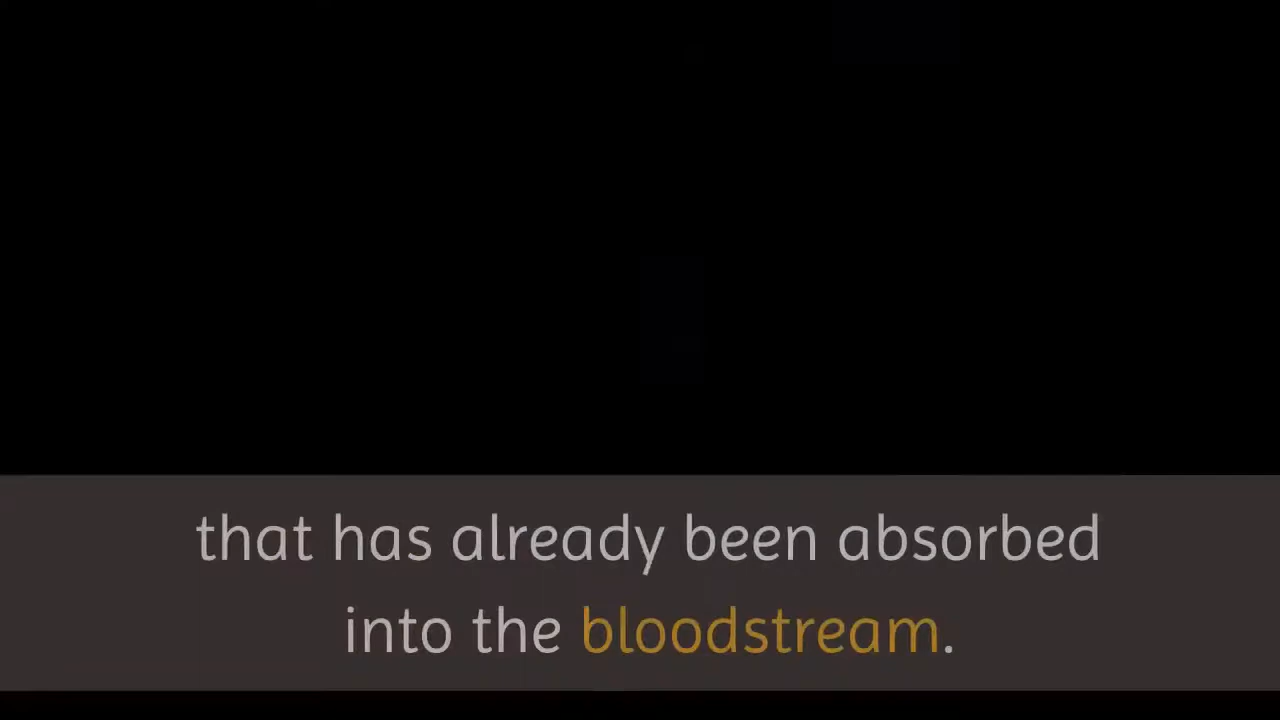 that has already been absorbed
into the bloodstream.